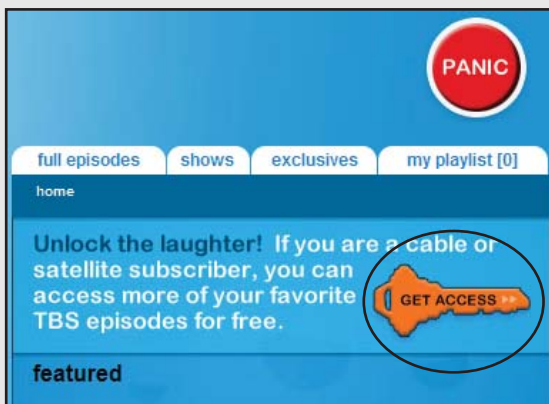 PANIC
full episodes shows exclusives my playlist [0]
home
Unlock the laughter! If you are a cable or
satellite subscriber, you can
access more of your favorite
TBS episodes for free.
GET ACCESS
featured